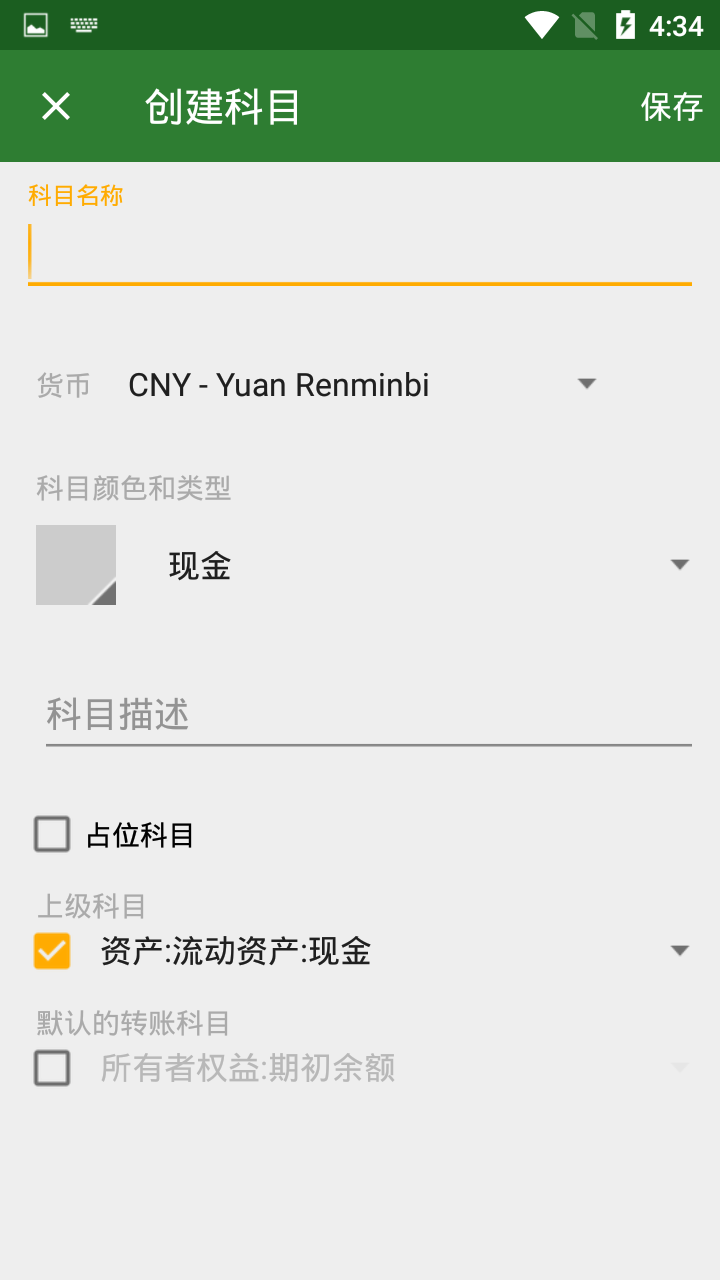 4:34
创建科目
保存
科目名称
货币 CNY - Yuan Renminbi
科目颜色和类型
现金
科目描述
占位科目
上级科目
资产:流动资产:现金
默认的转账科目
所有者权益:期初余额